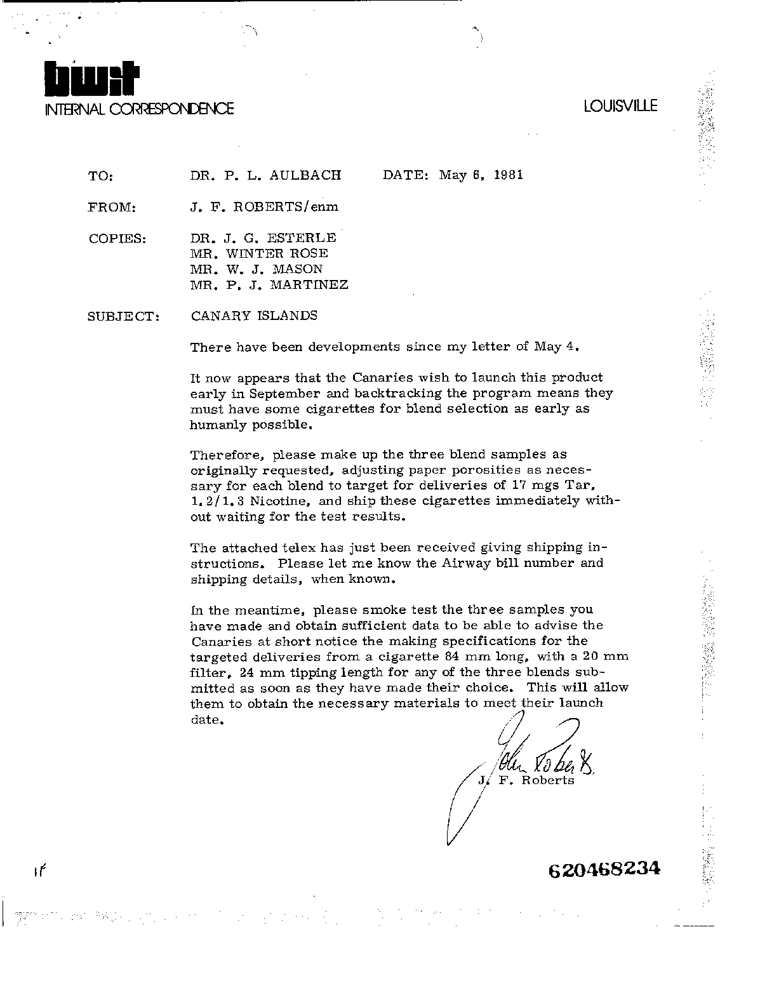 bwit
INTERNAL CORRESPONDENCE
LOUISVILLE
TO: DR. P. L. AULBACH DATE: May 6, 1981
FROM: J. F. ROBERTS/enm
COPIES: DR. J. G. ESTERLE
MR. WINTER ROSE
MR. W. J. MASON
MR. P. J. MARTINEZ
SUBJECT: CANARY ISLANDS
There have been developments since my letter of May 4.
It now appears that the Canaries wish to launch this product
early in September and backtracking the program means they
must have some cigarettes for blend selection as early as
humanly possible.
Therefore, please make up the three blend samples as
originally requested, adjusting paper porosities as neces-
sary for each blend to target for deliveries of 17 mgs Tar,
1.2/1.3 Nicotine, and ship these cigarettes immediately with-
out waiting for the test results.
The attached telex has just been received giving shipping in-
structions. Please let me know the Airway bill number and
shipping details, when known.
In the meantime, please smoke test the three samples you
have made and obtain sufficient data to be able to advise the
Canaries at short notice the making specifications for the
targeted deliveries from a cigarette 84 mm long, with a 20 mm
filter, 24 mm tipping length for any of the three blends sub-
mitted as soon as they have made their choice. This will allow
them to obtain the necessary materials to meet their launch
date.
John Roberts
J. F. Roberts
620468234